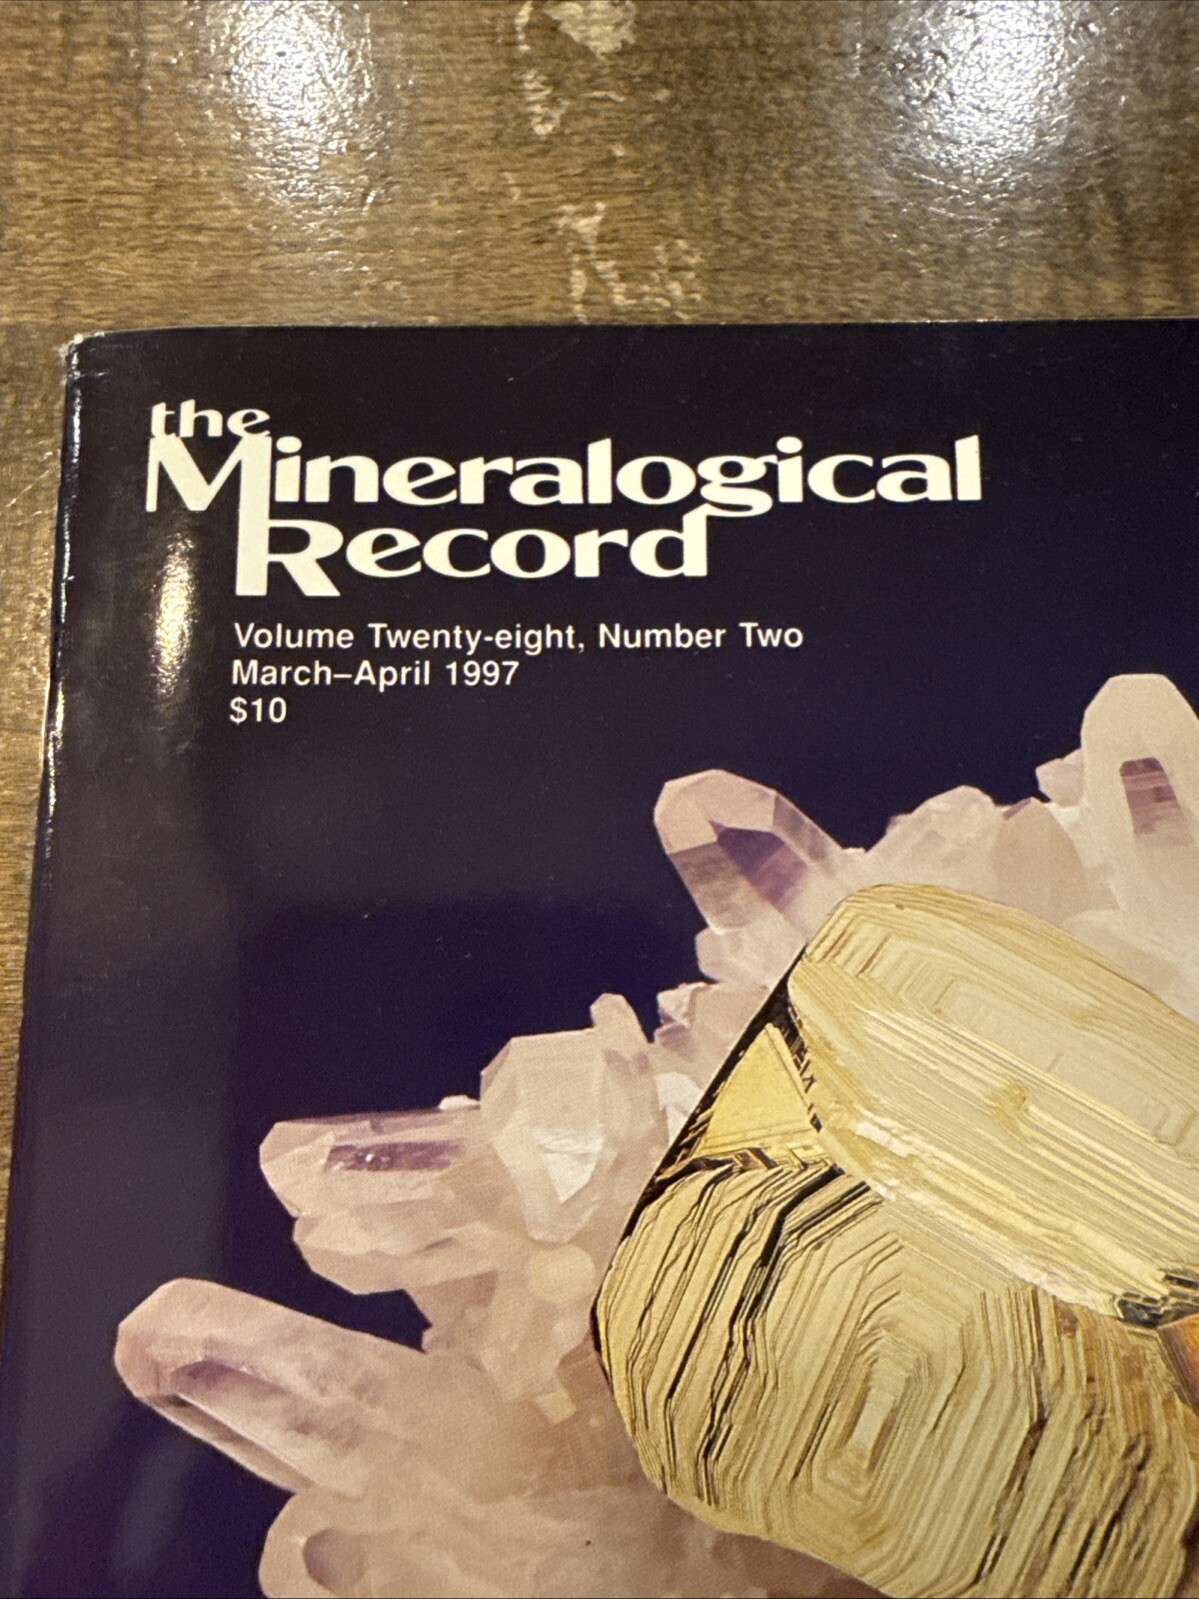 the
Mineralogical
Record
Volume Twenty-eight, Number Two
March–April 1997
$10